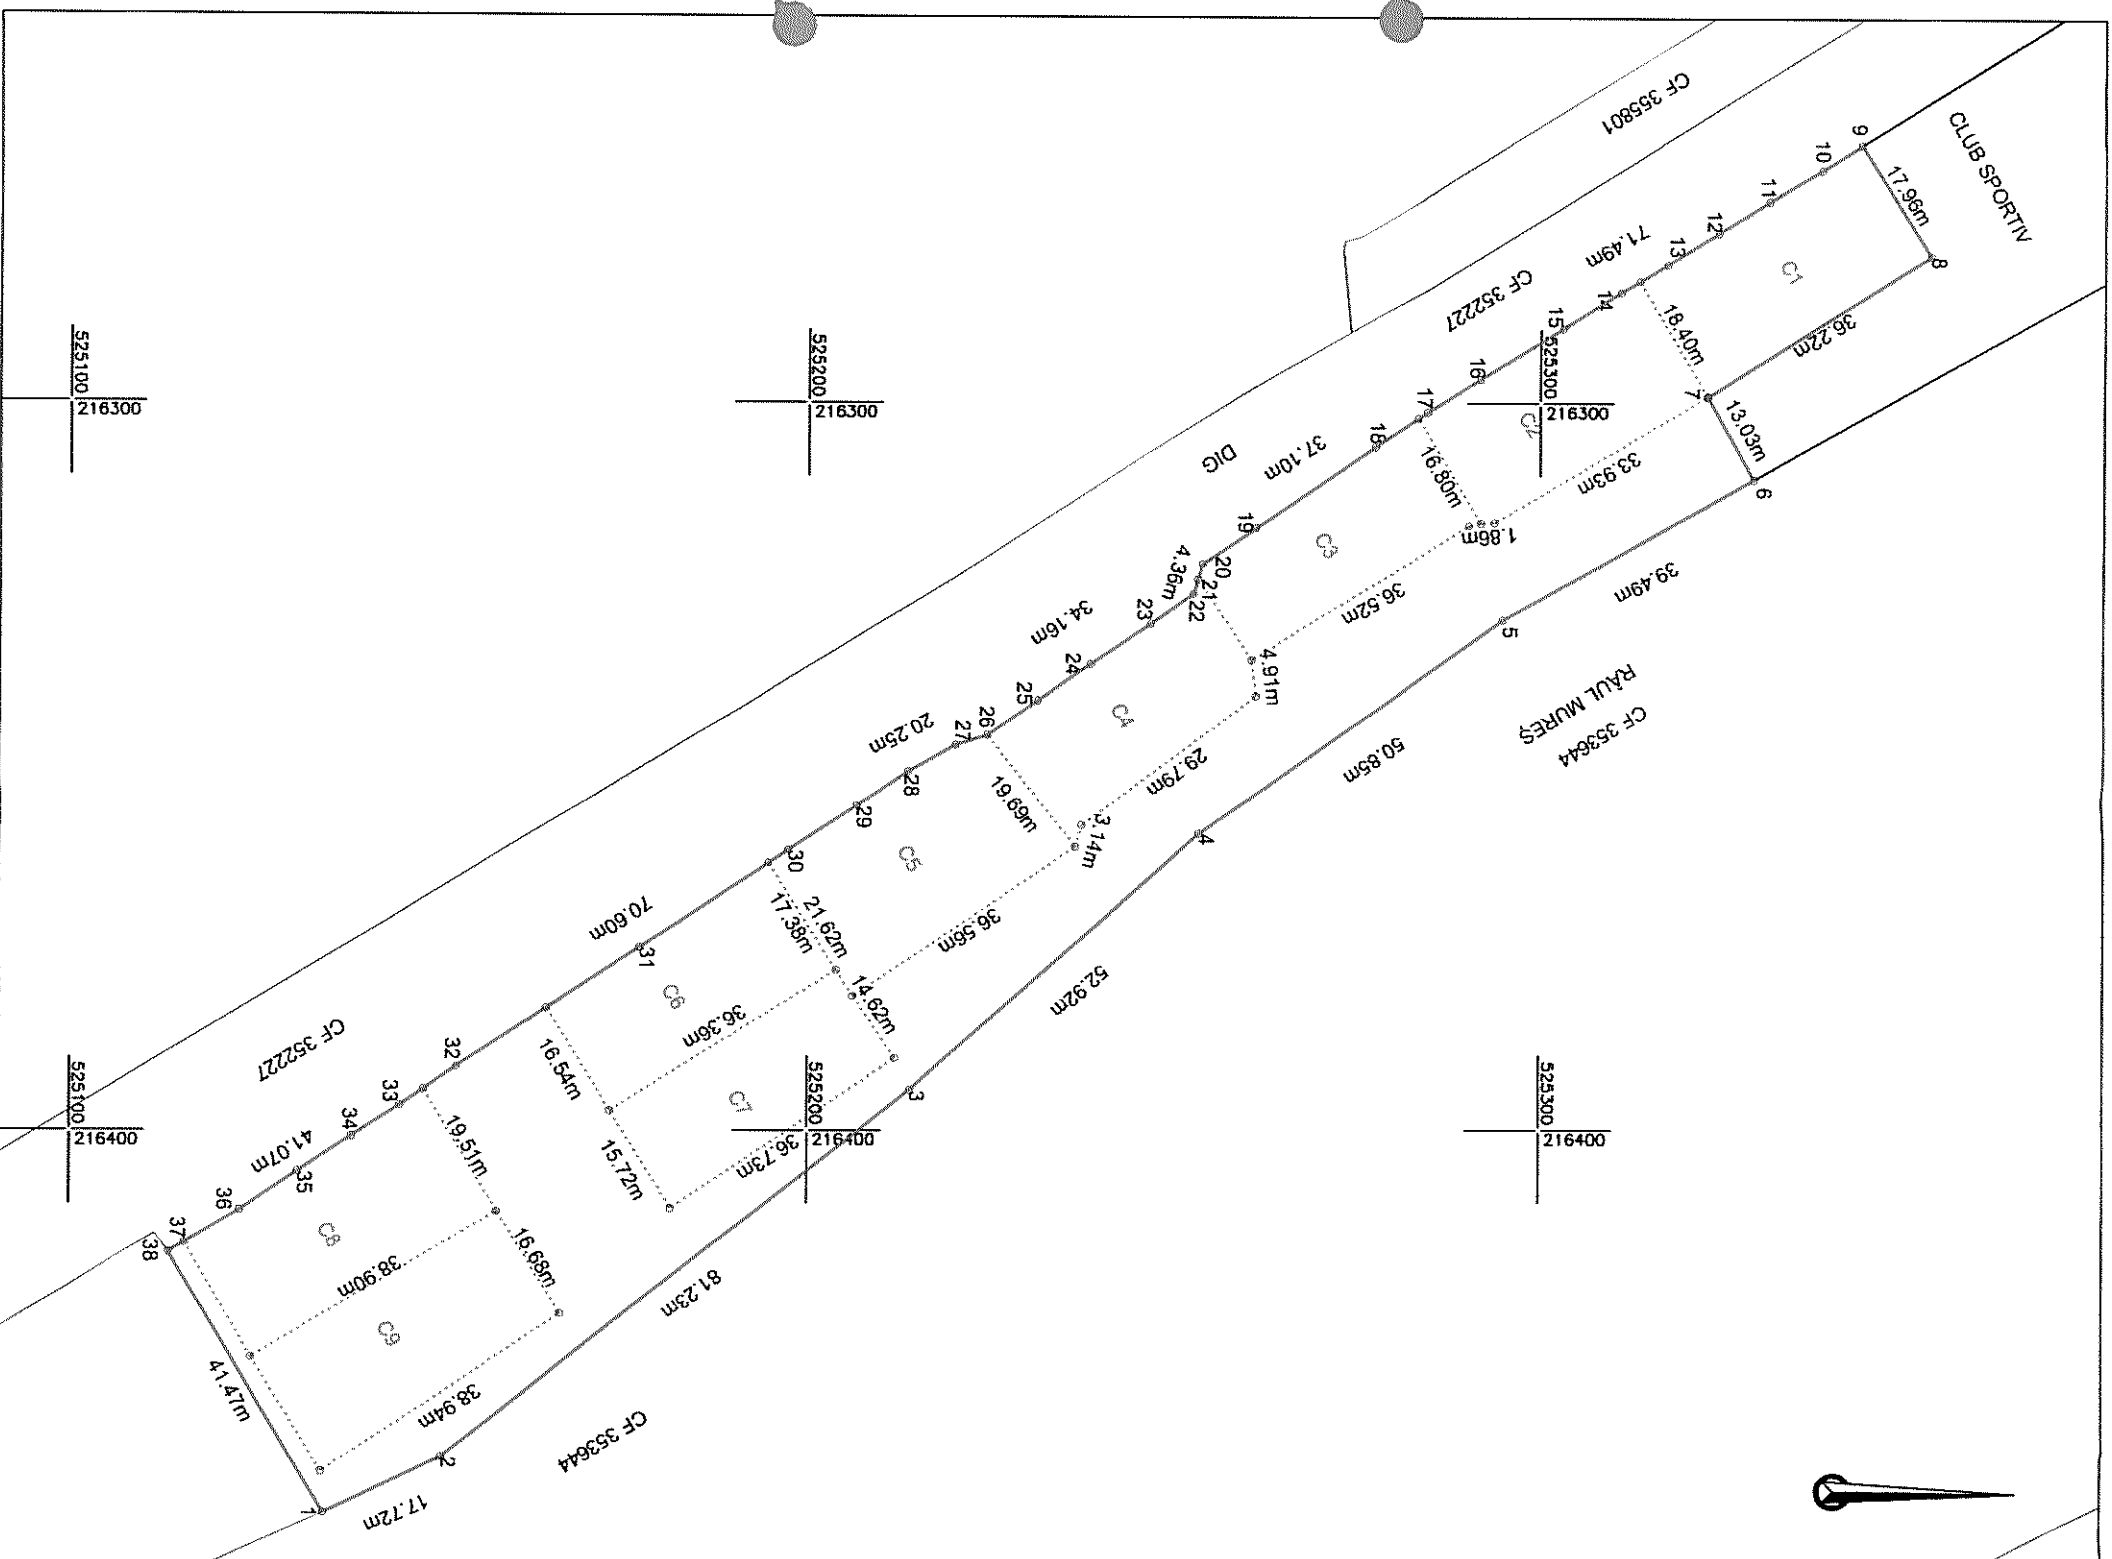 CF 355801
CLUB SPORTIV
9
10
11
12
13
14
15
16
17
18
19
20
21
22
23
24
25
26
27
28
29
30
31
32
33
34
35
36
37
38
1
2
3
4
5
6
7
8
17.96m
36.22m
13.03m
39.49m
50.85m
52.92m
81.23m
17.72m
41.47m
41.07m
70.60m
20.25m
34.16m
4.36m
37.10m
71.49m
18.40m
33.93m
1.86m
16.80m
36.52m
4.91m
29.79m
3.14m
19.69m
36.56m
21.62m
17.38m
14.62m
36.36m
16.54m
15.72m
36.73m
19.51m
16.68m
38.90m
38.94m
C1
C2
C3
C4
C5
C6
C7
C8
C9
CF 352227
DIG
CF 352227
RÂUL MUREȘ
CF 353644
CF 353644
525100
216300
525200
216300
525300
216300
525100
216400
525200
216400
525300
216400